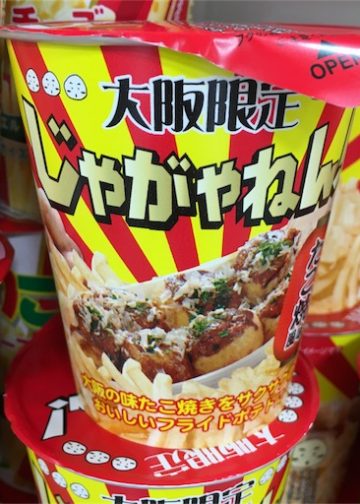 OPEN
大阪限定
じゃがやねん
たこ焼
大阪の味たこ焼きをサクサク
おいしいフライドポテト
大阪限定